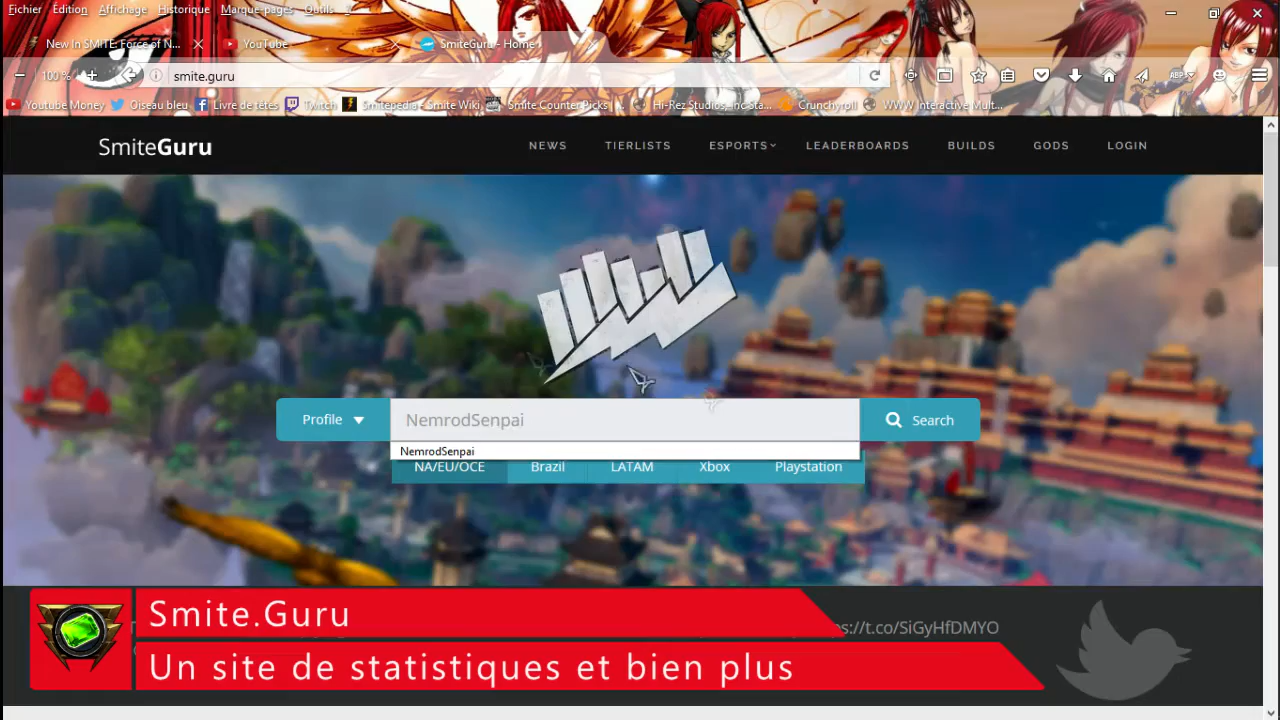 Fichier Édition Affichage Historique Marque-pages Outils ?
New In SMITE: Force of N... YouTube SmiteGuru - Home
100 % smite.guru ABP
Youtube Money Oiseau bleu Livre de têtes Twitch Smitepedia - Smite Wiki Smite Counter Picks Hi-Rez Studios, Inc Sta... Crunchyroll WWW Interactive Mult...
SmiteGuru NEWS TIERLISTS ESPORTS LEADERBOARDS BUILDS GODS LOGIN
Profile NemrodSenpai Search
NemrodSenpai
NA/EU/OCE Brazil LATAM Xbox Playstation
Smite.Guru
s://t.co/SiGyHfDMYO
Un site de statistiques et bien plus